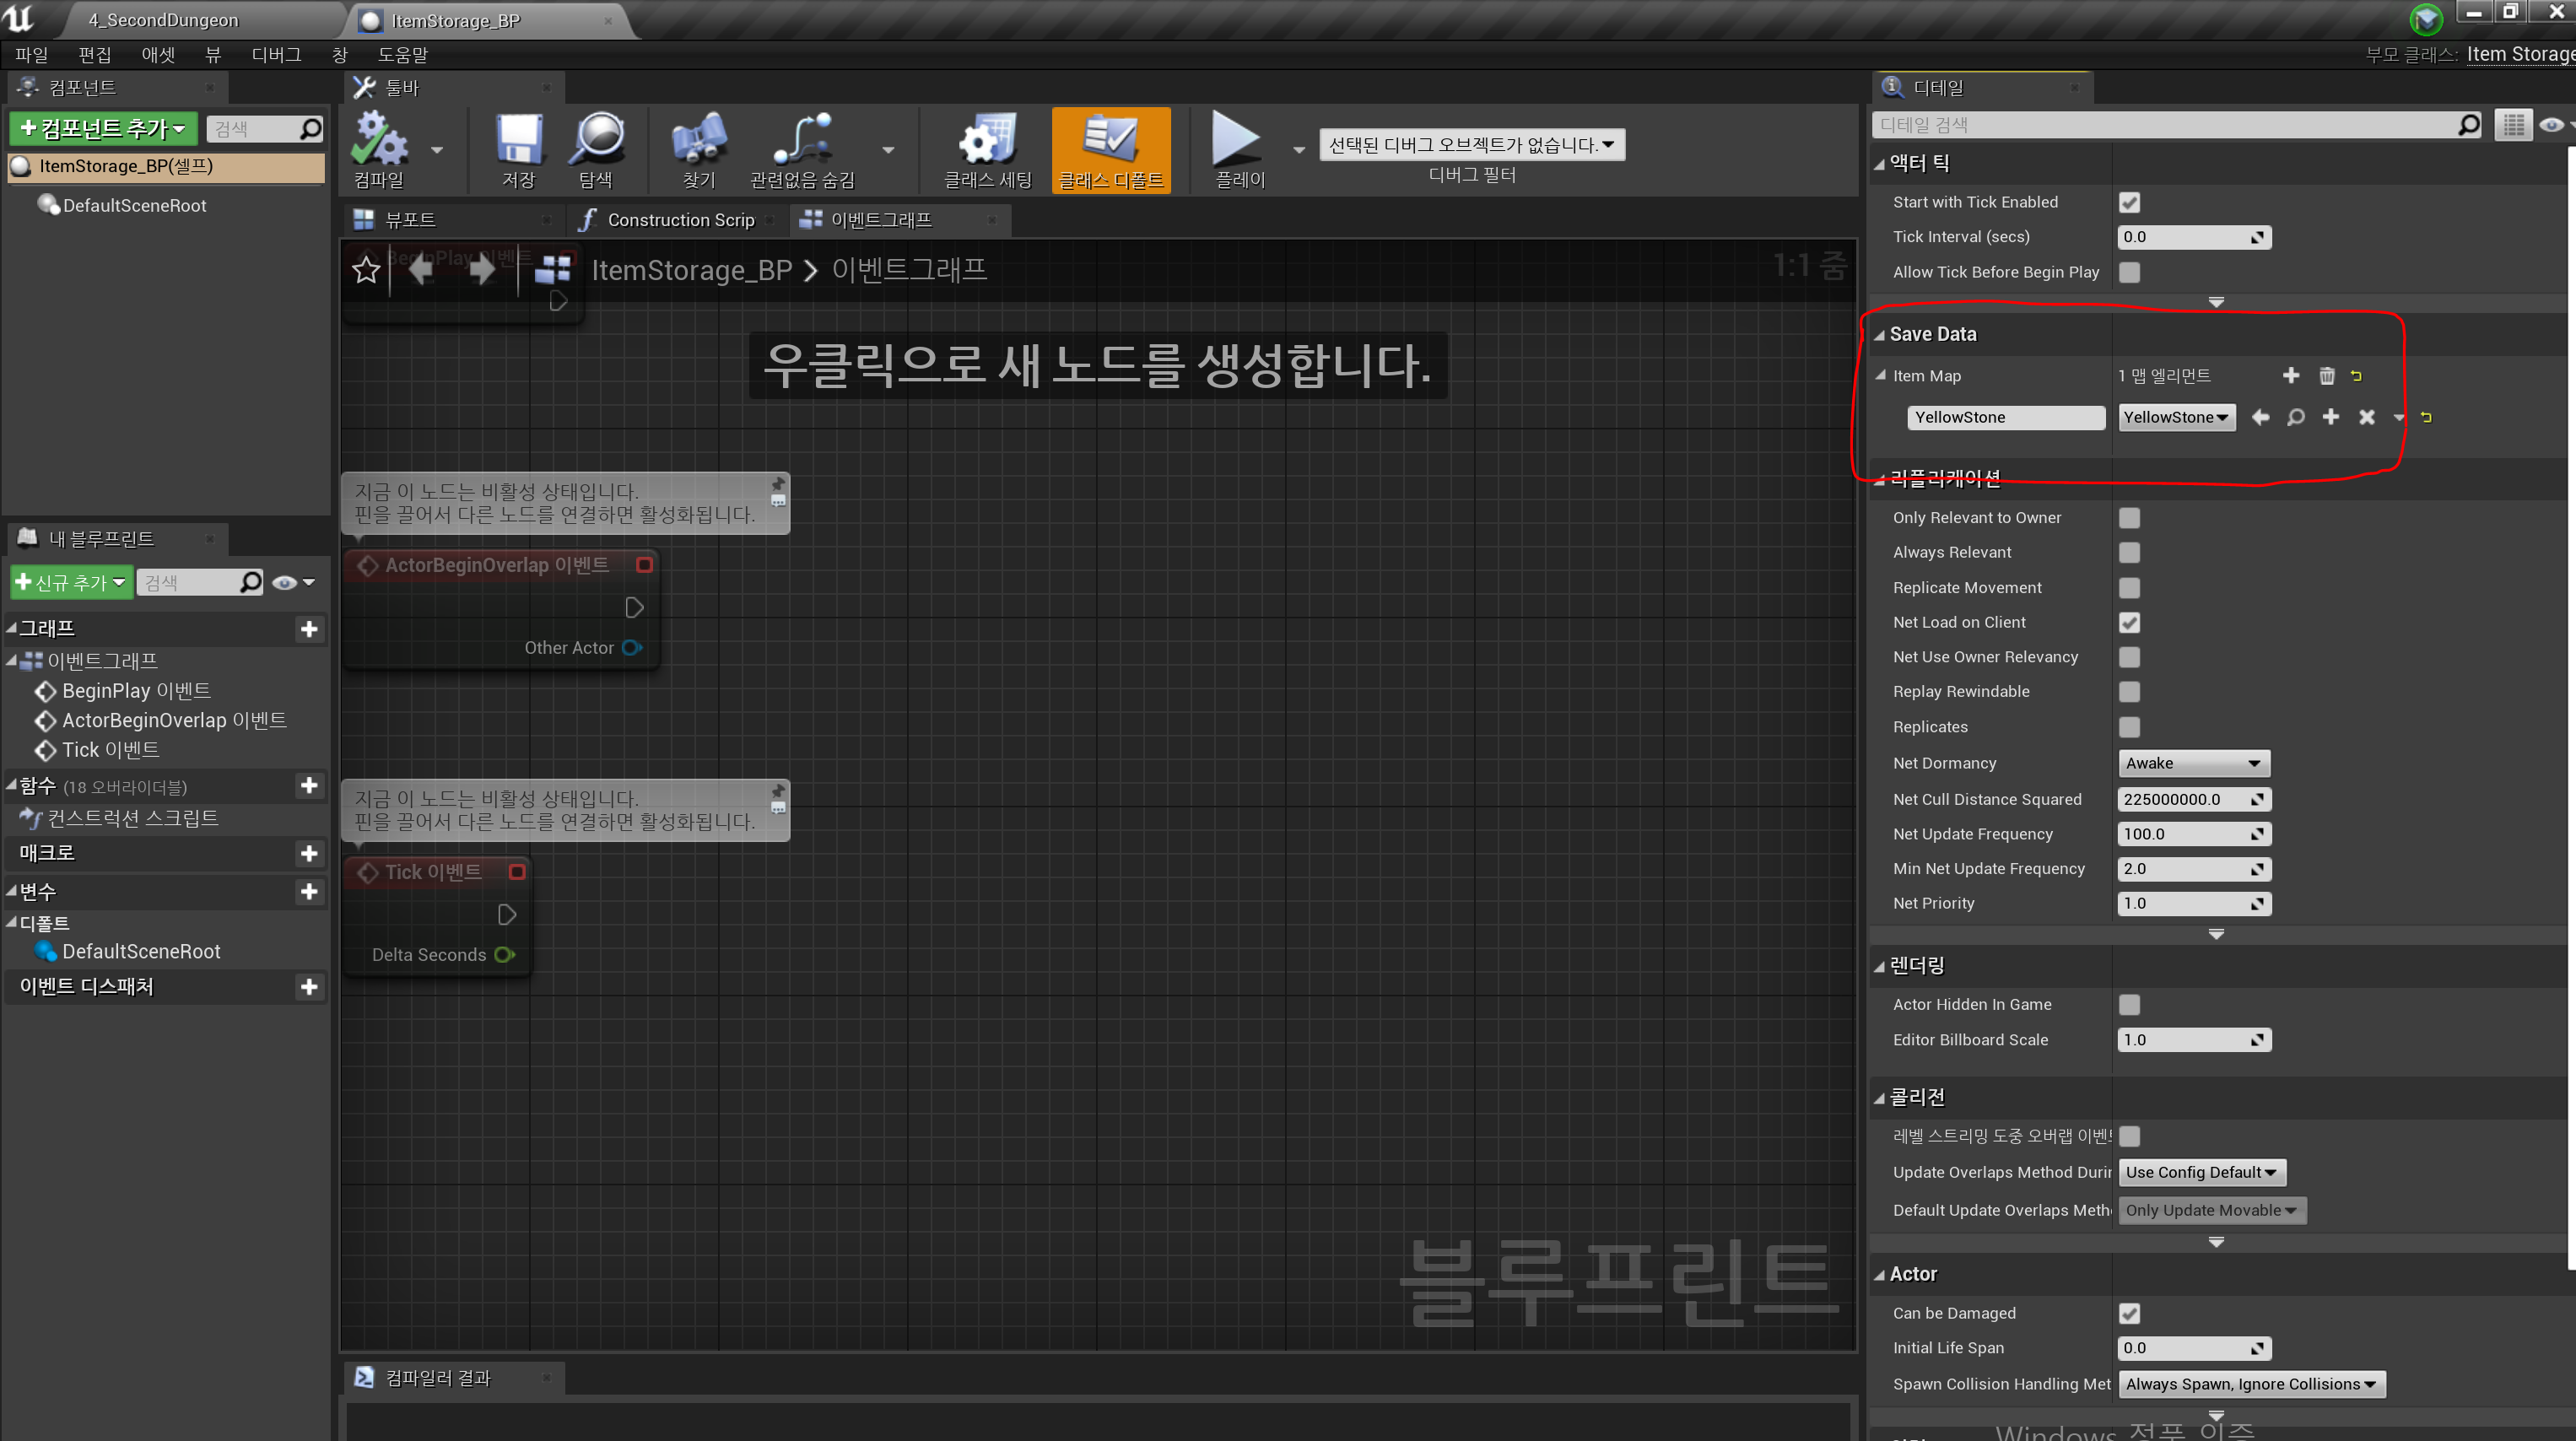 4_SecondDungeon
ItemStorage_BP
파일 편집 애셋 뷰 디버그 창 도움말
부모 클래스: Item Storage
컴포넌트
컴포넌트 추가
검색
ItemStorage_BP(셀프)
DefaultSceneRoot
내 블루프린트
신규 추가
검색
그래프
이벤트그래프
BeginPlay 이벤트
ActorBeginOverlap 이벤트
Tick 이벤트
함수 (18 오버라이더블)
컨스트럭션 스크립트
매크로
변수
디폴트
DefaultSceneRoot
이벤트 디스패처
툴바
컴파일
저장
탐색
찾기
관련없음 숨김
클래스 세팅
클래스 디폴트
플레이
선택된 디버그 오브젝트가 없습니다.
디버그 필터
뷰포트
Construction Scrip
이벤트그래프
BeginPlay 이벤트
ItemStorage_BP > 이벤트그래프
1:1 줌
우클릭으로 새 노드를 생성합니다.
지금 이 노드는 비활성 상태입니다.
핀을 끌어서 다른 노드를 연결하면 활성화됩니다.
ActorBeginOverlap 이벤트
Other Actor
지금 이 노드는 비활성 상태입니다.
핀을 끌어서 다른 노드를 연결하면 활성화됩니다.
Tick 이벤트
Delta Seconds
블루프린트
컴파일러 결과
디테일
디테일 검색
액터 틱
Start with Tick Enabled
Tick Interval (secs) 0.0
Allow Tick Before Begin Play
Save Data
Item Map 1 맵 엘리먼트
YellowStone YellowStone
리플리케이션
Only Relevant to Owner
Always Relevant
Replicate Movement
Net Load on Client
Net Use Owner Relevancy
Replay Rewindable
Replicates
Net Dormancy Awake
Net Cull Distance Squared 225000000.0
Net Update Frequency 100.0
Min Net Update Frequency 2.0
Net Priority 1.0
렌더링
Actor Hidden In Game
Editor Billboard Scale 1.0
콜리전
레벨 스트리밍 도중 오버랩 이벤
Update Overlaps Method Durin Use Config Default
Default Update Overlaps Metho Only Update Movable
Actor
Can be Damaged
Initial Life Span 0.0
Spawn Collision Handling Met Always Spawn, Ignore Collisions
Windows 정품 인증